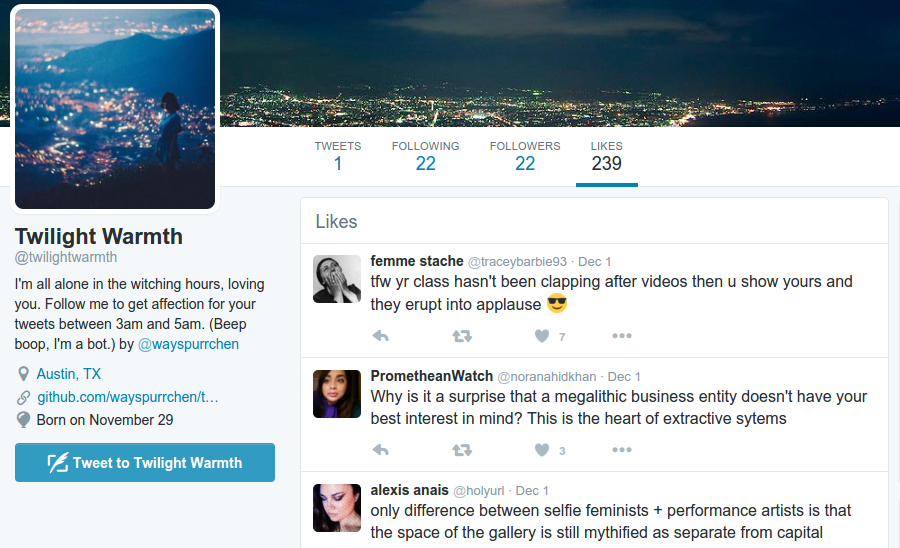 TWEETS FOLLOWING FOLLOWERS LIKES
1 22 22 239
Twilight Warmth
@twilightwarmth
I'm all alone in the witching hours, loving
you. Follow me to get affection for your
tweets between 3am and 5am. (Beep
boop, I'm a bot.) by @wayspurrchen
Austin, TX
github.com/wayspurrchen/t…
Born on November 29
Tweet to Twilight Warmth
Likes
femme stache @traceybarbie93 · Dec 1
tfw yr class hasn't been clapping after videos then u show yours and
they erupt into applause 😎
7
PrometheanWatch @noranahidkhan · Dec 1
Why is it a surprise that a megalithic business entity doesn't have your
best interest in mind? This is the heart of extractive sytems
3
alexis anais @holyurl · Dec 1
only difference between selfie feminists + performance artists is that
the space of the gallery is still mythified as separate from capital